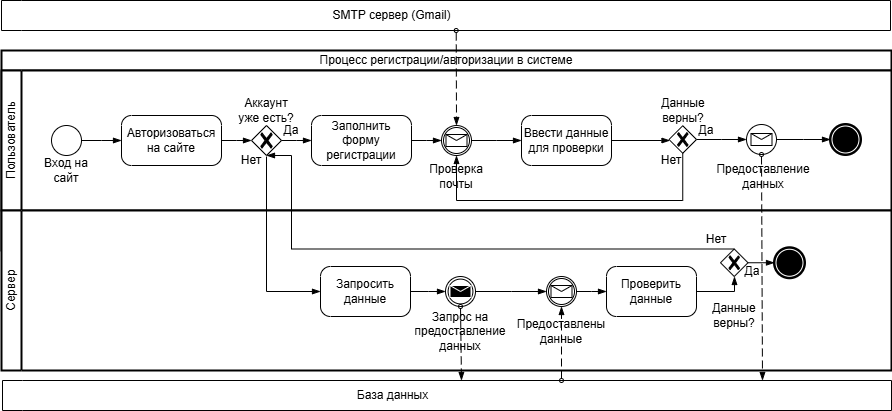 SMTP сервер (Gmail)
Процесс регистрации/авторизации в системе
Пользователь
Вход на
сайт
Авторизоваться
на сайте
Аккаунт
уже есть?
Да
Нет
Заполнить
форму
регистрации
Проверка
почты
Ввести данные
для проверки
Данные
верны?
Да
Нет
Предоставление
данных
Сервер
Запросить
данные
Запрос на
предоставление
данных
Предоставлены
данные
Проверить
данные
Нет
Да
Данные
верны?
База данных